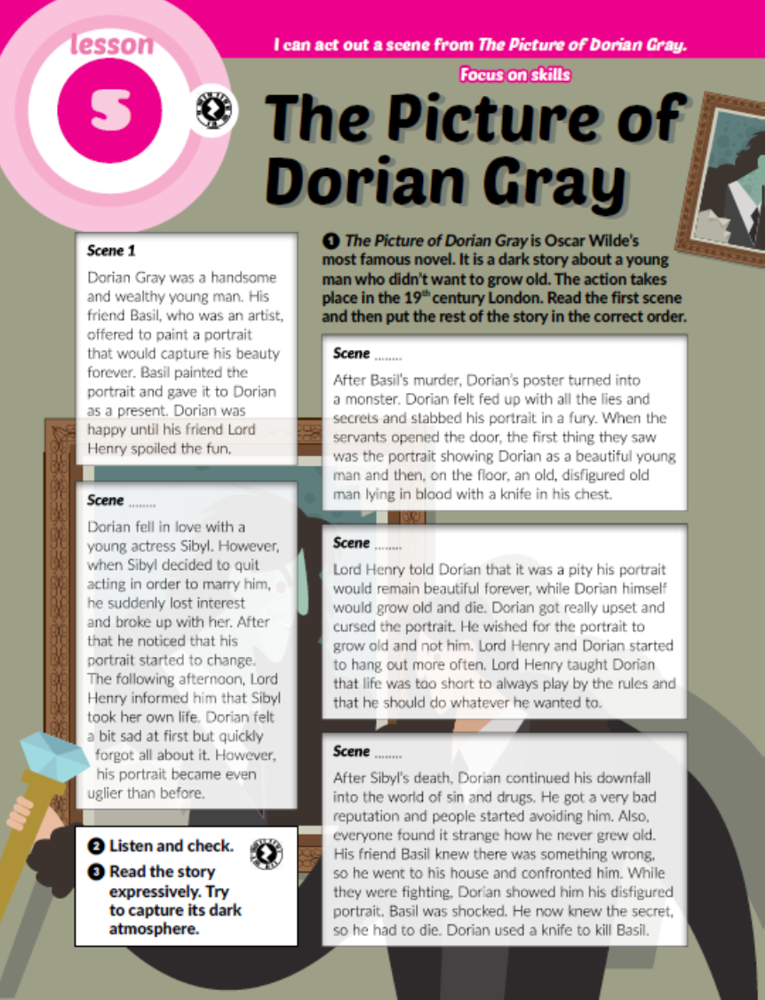 lesson
5
I can act out a scene from The Picture of Dorian Gray.
Focus on skills
The Picture of
Dorian Gray
Scene 1
Dorian Gray was a handsome
and wealthy young man. His
friend Basil, who was an artist,
offered to paint a portrait
that would capture his beauty
forever. Basil painted the
portrait and gave it to Dorian
as a present. Dorian was
happy until his friend Lord
Henry spoiled the fun.
Scene ........
Dorian fell in love with a
young actress Sibyl. However,
when Sibyl decided to quit
acting in order to marry him,
he suddenly lost interest
and broke up with her. After
that he noticed that his
portrait started to change.
The following afternoon, Lord
Henry informed him that Sibyl
took her own life. Dorian felt
a bit sad at first but quickly
forgot all about it. However,
his portrait became even
uglier than before.
2 Listen and check.
3 Read the story
expressively. Try
to capture its dark
atmosphere.
1 The Picture of Dorian Gray is Oscar Wilde's
most famous novel. It is a dark story about a young
man who didn't want to grow old. The action takes
place in the 19th century London. Read the first scene
and then put the rest of the story in the correct order.
Scene ........
After Basil's murder, Dorian's poster turned into
a monster. Dorian felt fed up with all the lies and
secrets and stabbed his portrait in a fury. When the
servants opened the door, the first thing they saw
was the portrait showing Dorian as a beautiful young
man and then, on the floor, an old, disfigured old
man lying in blood with a knife in his chest.
Scene ........
Lord Henry told Dorian that it was a pity his portrait
would remain beautiful forever, while Dorian himself
would grow old and die. Dorian got really upset and
cursed the portrait. He wished for the portrait to
grow old and not him. Lord Henry and Dorian started
to hang out more often. Lord Henry taught Dorian
that life was too short to always play by the rules and
that he should do whatever he wanted to.
Scene ........
After Sibyl's death, Dorian continued his downfall
into the world of sin and drugs. He got a very bad
reputation and people started avoiding him. Also,
everyone found it strange how he never grew old.
His friend Basil knew there was something wrong,
so he went to his house and confronted him. While
they were fighting, Dorian showed him his disfigured
portrait. Basil was shocked. He now knew the secret,
so he had to die. Dorian used a knife to kill Basil.